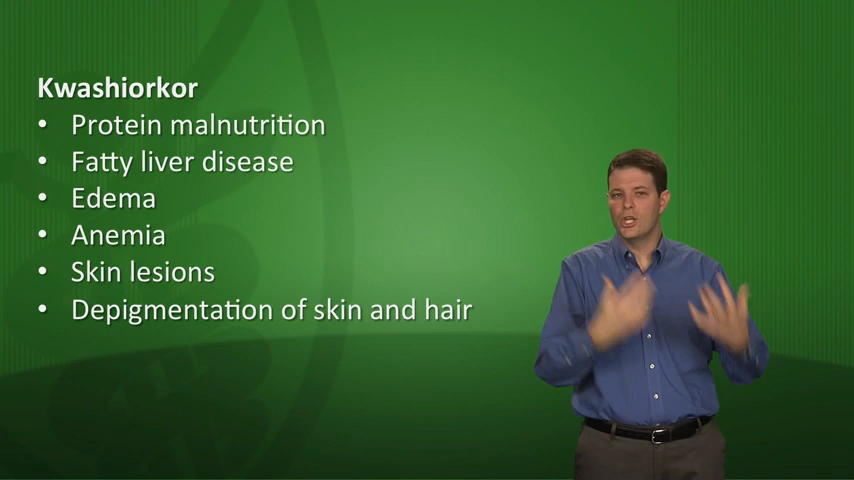 Kwashiorkor
• Protein malnutrition
• Fatty liver disease
• Edema
• Anemia
• Skin lesions
• Depigmentation of skin and hair